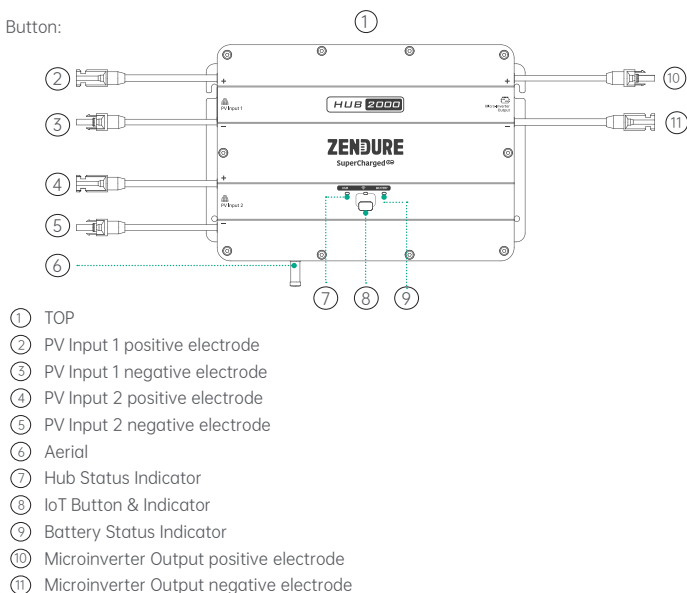 Button:
1
2
+
+
10
PV Input 1
HUB 2000
Microinverter
Output
3
−
−
11
ZENDURE
SuperCharged
4
+
HUB
BATTERY
PV Input 2
5
−
6
7 8 9
1 TOP
2 PV Input 1 positive electrode
3 PV Input 1 negative electrode
4 PV Input 2 positive electrode
5 PV Input 2 negative electrode
6 Aerial
7 Hub Status Indicator
8 IoT Button & Indicator
9 Battery Status Indicator
10 Microinverter Output positive electrode
11 Microinverter Output negative electrode